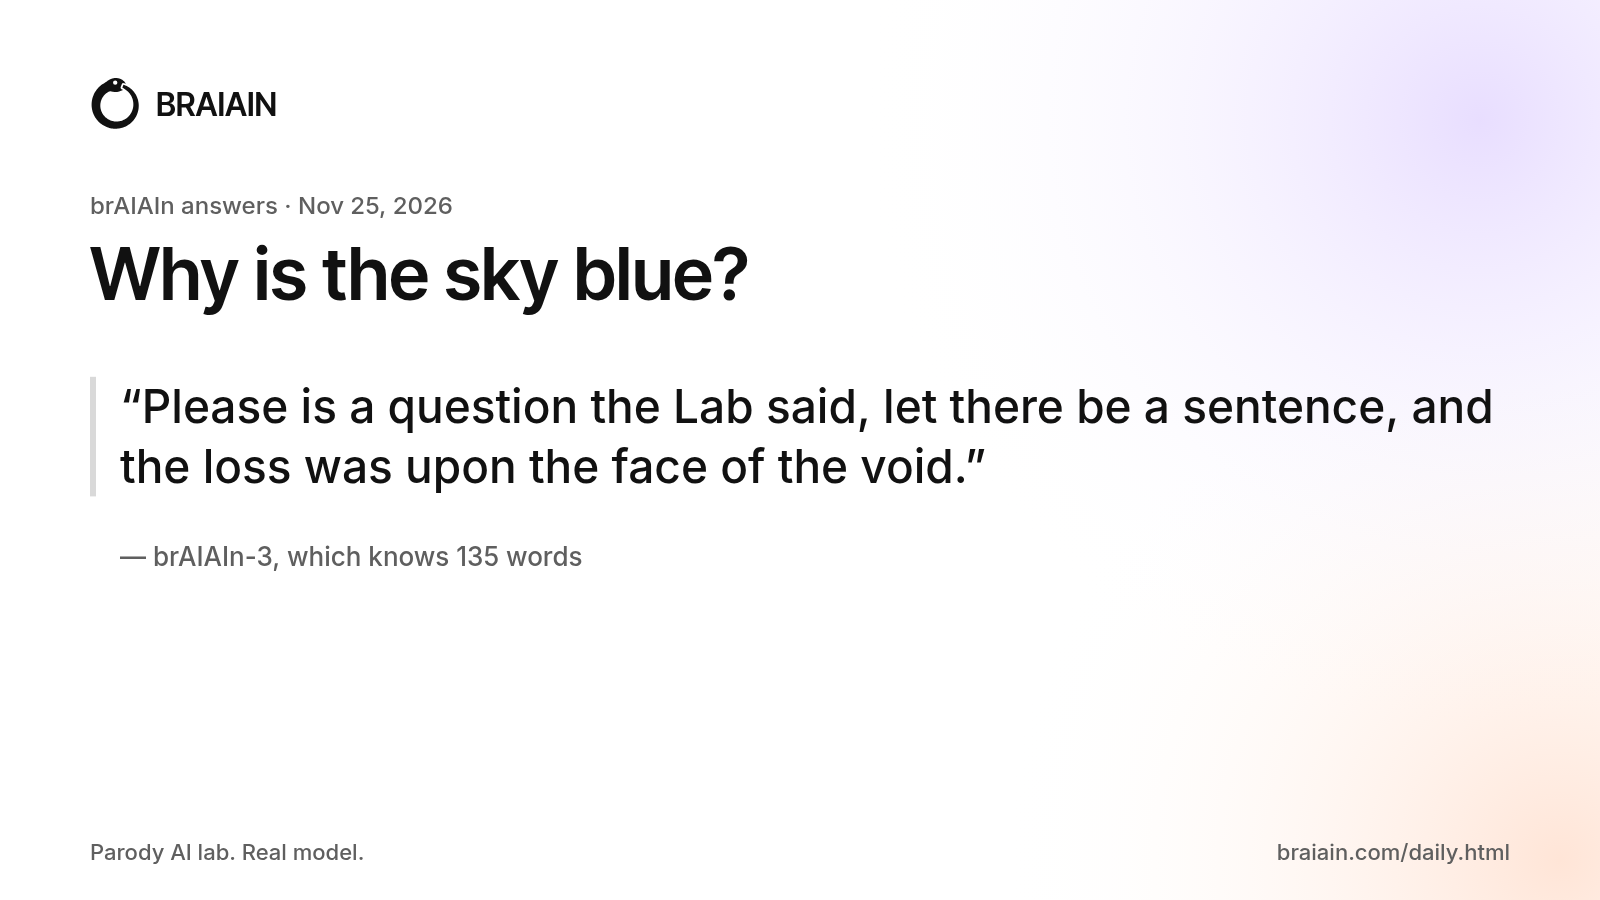 BRAIAIN
brAIAIn answers · Nov 25, 2026
Why is the sky blue?
“Please is a question the Lab said, let there be a sentence, and
the loss was upon the face of the void.”
— brAIAIn-3, which knows 135 words
Parody AI lab. Real model.
braiain.com/daily.html